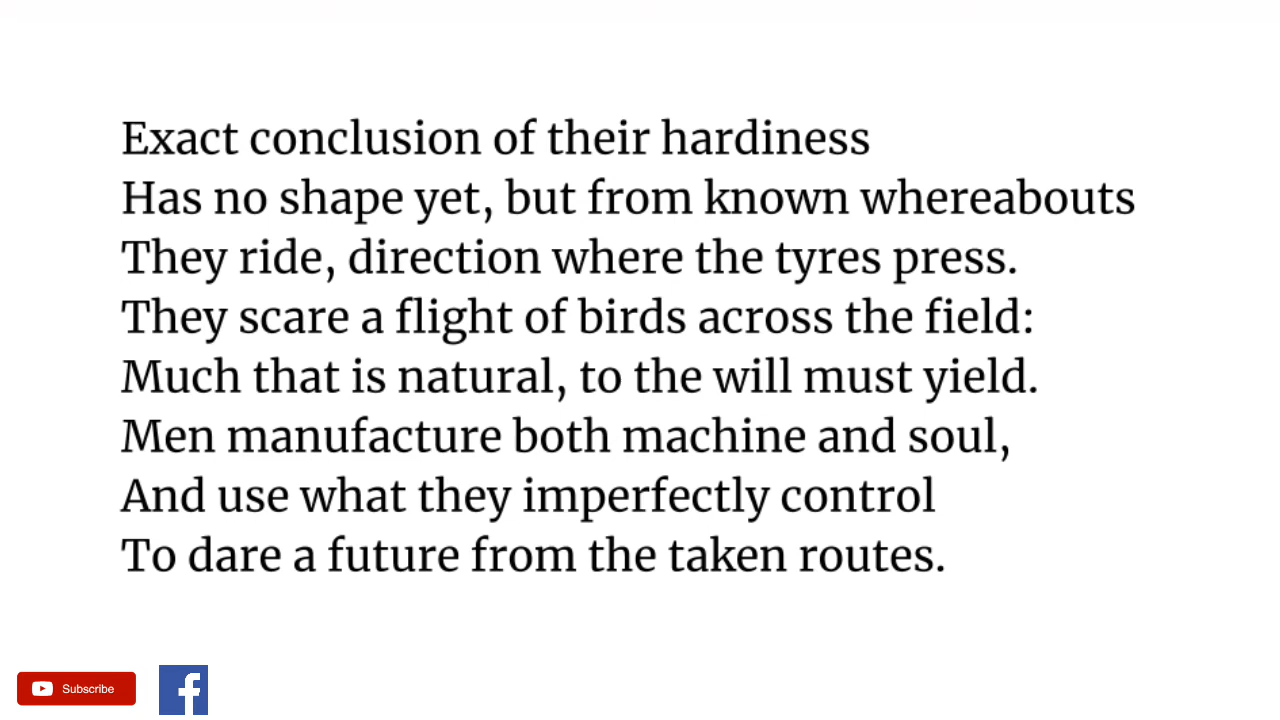 Exact conclusion of their hardiness
Has no shape yet, but from known whereabouts
They ride, direction where the tyres press.
They scare a flight of birds across the field:
Much that is natural, to the will must yield.
Men manufacture both machine and soul,
And use what they imperfectly control
To dare a future from the taken routes.
Subscribe